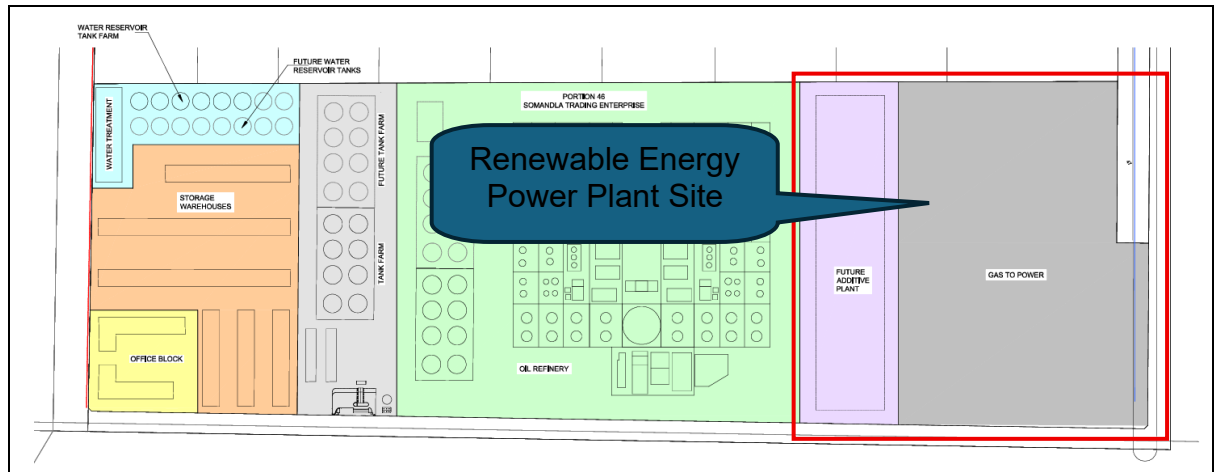 WATER RESERVOIR
TANK FARM
FUTURE WATER
RESERVOIR TANKS
WATER TREATMENT
STORAGE
WAREHOUSES
OFFICE BLOCK
FUTURE TANK FARM
TANK FARM
PORTION 46
SOMANDLA TRADING ENTERPRISE
Renewable Energy
Power Plant Site
OIL REFINERY
FUTURE
ADDITIVE
PLANT
GAS TO POWER